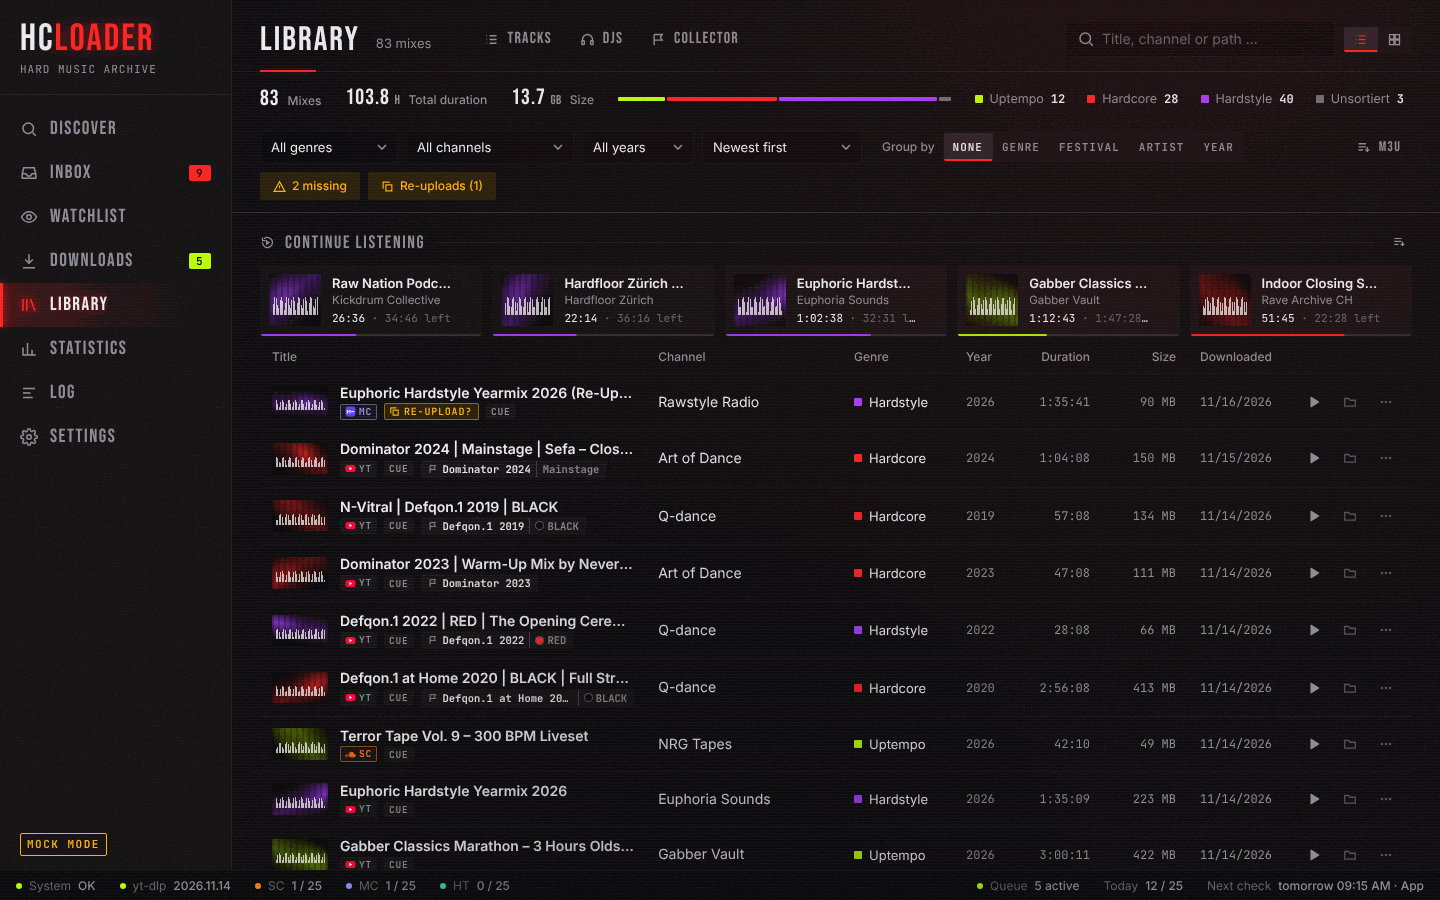 HCLOADER
HARD MUSIC ARCHIVE
DISCOVER
INBOX 9
WATCHLIST
DOWNLOADS 5
LIBRARY
STATISTICS
LOG
SETTINGS
MOCK MODE
LIBRARY 83 mixes TRACKS DJS COLLECTOR Title, channel or path ...
83 Mixes 103.8 H Total duration 13.7 GB Size Uptempo 12 Hardcore 28 Hardstyle 40 Unsortiert 3
All genres All channels All years Newest first Group by NONE GENRE FESTIVAL ARTIST YEAR M3U
2 missing Re-uploads (1)
CONTINUE LISTENING
Raw Nation Podc...
Kickdrum Collective
26:36 · 34:46 left
Hardfloor Zürich ...
Hardfloor Zürich
22:14 · 36:16 left
Euphoric Hardst...
Euphoria Sounds
1:02:38 · 32:31 l...
Gabber Classics ...
Gabber Vault
1:12:43 · 1:47:28...
Indoor Closing S...
Rave Archive CH
51:45 · 22:28 left
Title Channel Genre Year Duration Size Downloaded
Euphoric Hardstyle Yearmix 2026 (Re-Up... Rawstyle Radio Hardstyle 2026 1:35:41 90 MB 11/16/2026
MC RE-UPLOAD? CUE
Dominator 2024 | Mainstage | Sefa – Clos... Art of Dance Hardcore 2024 1:04:08 150 MB 11/15/2026
YT CUE Dominator 2024 Mainstage
N-Vitral | Defqon.1 2019 | BLACK Q-dance Hardcore 2019 57:08 134 MB 11/14/2026
YT CUE Defqon.1 2019 BLACK
Dominator 2023 | Warm-Up Mix by Never... Art of Dance Hardcore 2023 47:08 111 MB 11/14/2026
YT CUE Dominator 2023
Defqon.1 2022 | RED | The Opening Cere... Q-dance Hardstyle 2022 28:08 66 MB 11/14/2026
YT CUE Defqon.1 2022 RED
Defqon.1 at Home 2020 | BLACK | Full Str... Q-dance Hardcore 2020 2:56:08 413 MB 11/14/2026
YT CUE Defqon.1 at Home 20... BLACK
Terror Tape Vol. 9 – 300 BPM Liveset NRG Tapes Uptempo 2026 42:10 49 MB 11/14/2026
SC CUE
Euphoric Hardstyle Yearmix 2026 Euphoria Sounds Hardstyle 2026 1:35:09 223 MB 11/14/2026
YT CUE
Gabber Classics Marathon – 3 Hours Olds... Gabber Vault Uptempo 2026 3:00:11 422 MB 11/14/2026
YT CUE
System OK yt-dlp 2026.11.14 SC 1 / 25 MC 1 / 25 HT 0 / 25 Queue 5 active Today 12 / 25 Next check tomorrow 09:15 AM · App